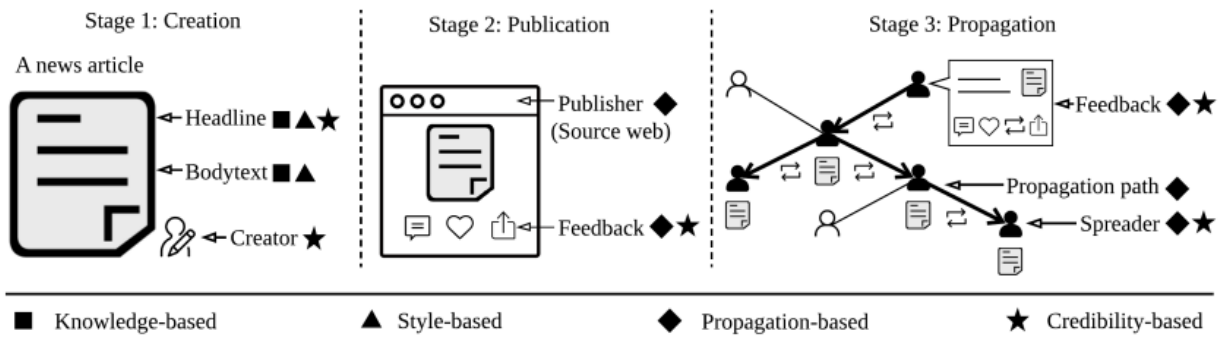 Stage 1: Creation
Stage 2: Publication
Stage 3: Propagation
A news article
Headline
Bodytext
Creator
Publisher
(Source web)
Feedback
Feedback
Propagation path
Spreader
Knowledge-based
Style-based
Propagation-based
Credibility-based